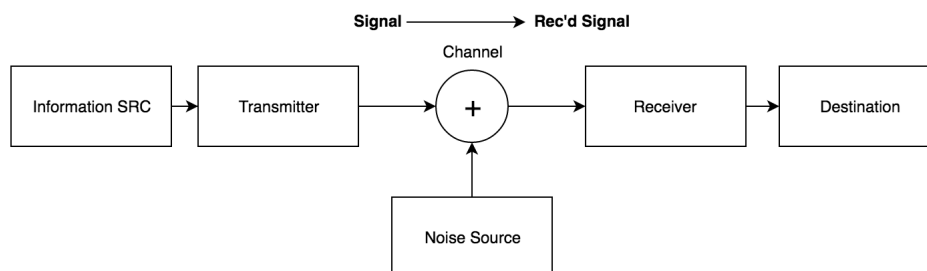 Signal Rec'd Signal
Channel
Information SRC
Transmitter
+
Receiver
Destination
Noise Source